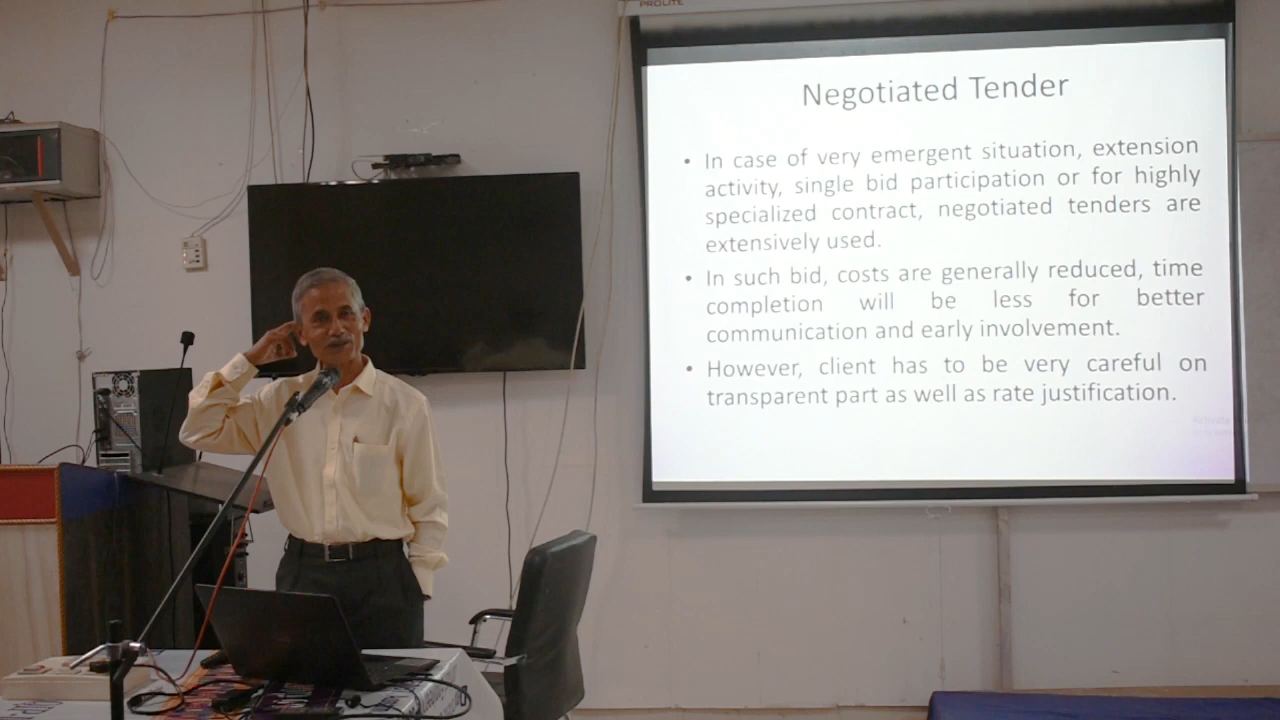 PROLITE
Negotiated Tender
• In case of very emergent situation, extension
activity, single bid participation or for highly
specialized contract, negotiated tenders are
extensively used.
• In such bid, costs are generally reduced, time
completion will be less for better
communication and early involvement.
• However, client has to be very careful on
transparent part as well as rate justification.
Activate